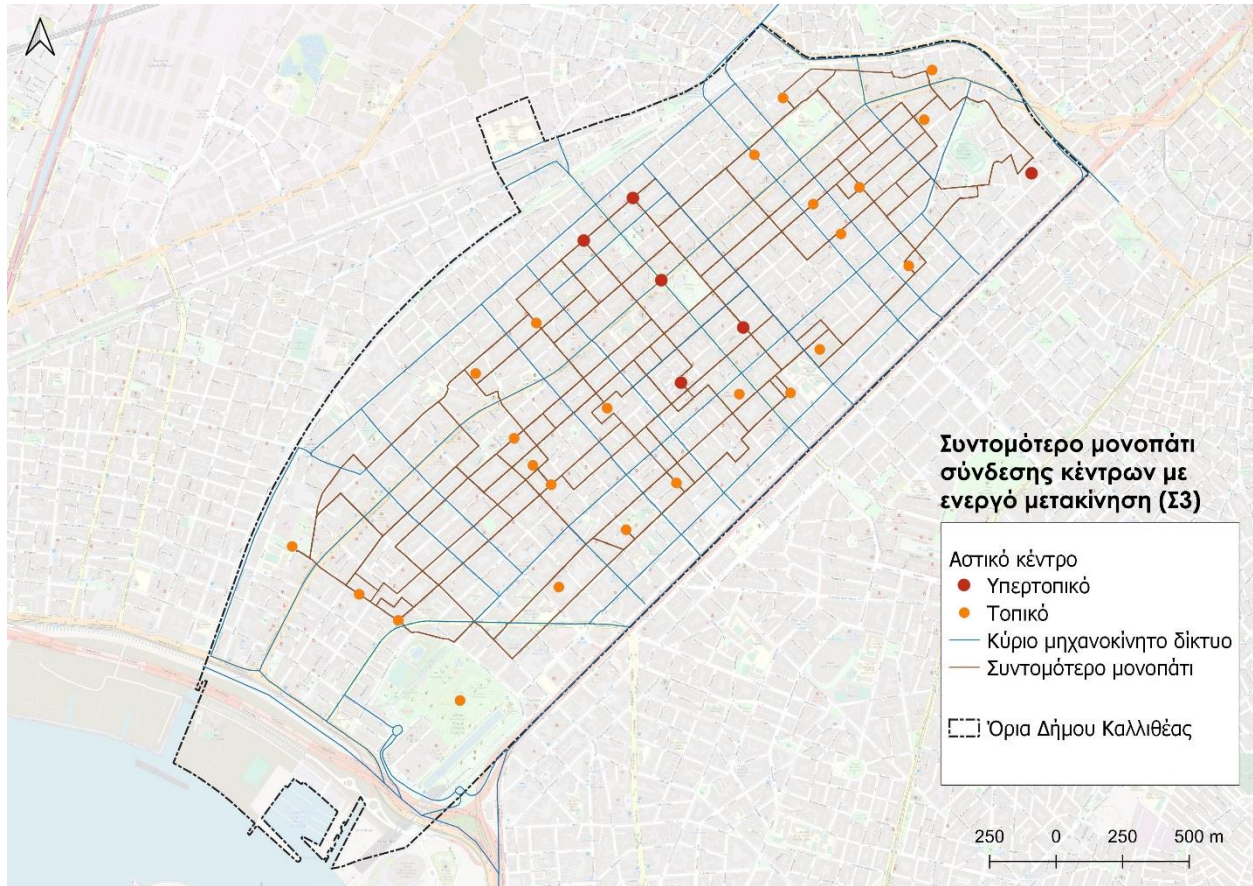 Συντομότερο μονοπάτι
σύνδεσης κέντρων με
ενεργό μετακίνηση (Σ3)
Αστικό κέντρο
Υπερτοπικό
Τοπικό
Κύριο μηχανοκίνητο δίκτυο
Συντομότερο μονοπάτι
Όρια Δήμου Καλλιθέας
250 0 250 500 m